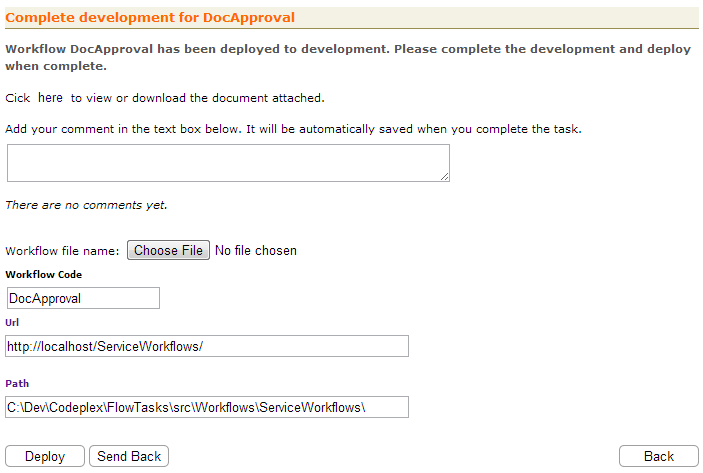 Complete development for DocApproval
Workflow DocApproval has been deployed to development. Please complete the development and deploy
when complete.
Cick here to view or download the document attached.
Add your comment in the text box below. It will be automatically saved when you complete the task.
There are no comments yet.
Workflow file name: Choose File No file chosen
Workflow Code
DocApproval
Url
http://localhost/ServiceWorkflows/
Path
C:\Dev\Codeplex\FlowTasks\src\Workflows\ServiceWorkflows\
Deploy Send Back Back